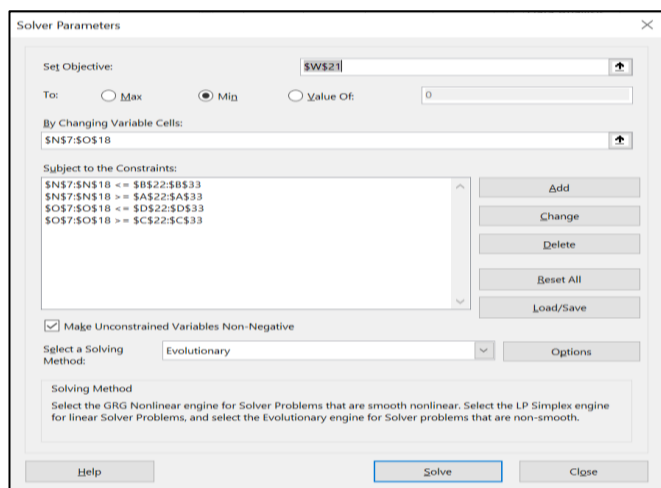 Solver Parameters
Set Objective: $W$21
To: Max Min Value Of: 0
By Changing Variable Cells:
$N$7:$O$18
Subject to the Constraints:
$N$7:$N$18 <= $B$22:$B$33
$N$7:$N$18 >= $A$22:$A$33
$O$7:$O$18 <= $D$22:$D$33
$O$7:$O$18 >= $C$22:$C$33
Add
Change
Delete
Reset All
Load/Save
Make Unconstrained Variables Non-Negative
Select a Solving Method: Evolutionary Options
Solving Method
Select the GRG Nonlinear engine for Solver Problems that are smooth nonlinear. Select the LP Simplex engine
for linear Solver Problems, and select the Evolutionary engine for Solver problems that are non-smooth.
Help Solve Close